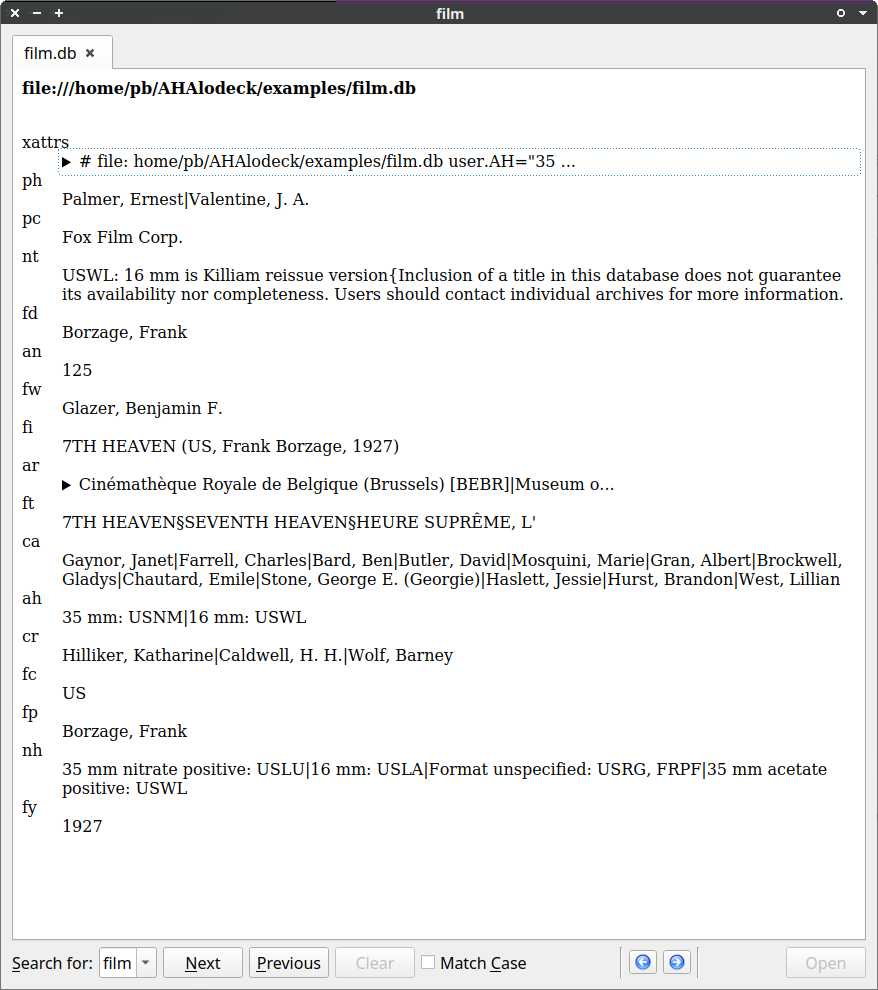 film
film.db
file:///home/pb/AHAlodeck/examples/film.db
xattrs
# file: home/pb/AHAlodeck/examples/film.db user.AH="35 ...
ph
Palmer, Ernest|Valentine, J. A.
pc
Fox Film Corp.
nt
USWL: 16 mm is Killiam reissue version{Inclusion of a title in this database does not guarantee
its availability nor completeness. Users should contact individual archives for more information.
fd
Borzage, Frank
an
125
fw
Glazer, Benjamin F.
fi
7TH HEAVEN (US, Frank Borzage, 1927)
ar
Cinémathèque Royale de Belgique (Brussels) [BEBR]|Museum o...
ft
7TH HEAVEN§SEVENTH HEAVEN§HEURE SUPRÊME, L'
ca
Gaynor, Janet|Farrell, Charles|Bard, Ben|Butler, David|Mosquini, Marie|Gran, Albert|Brockwell,
Gladys|Chautard, Emile|Stone, George E. (Georgie)|Haslett, Jessie|Hurst, Brandon|West, Lillian
ah
35 mm: USNM|16 mm: USWL
cr
Hilliker, Katharine|Caldwell, H. H.|Wolf, Barney
fc
US
fp
Borzage, Frank
nh
35 mm nitrate positive: USLU|16 mm: USLA|Format unspecified: USRG, FRPF|35 mm acetate
positive: USWL
fy
1927
Search for: film Next Previous Clear Match Case Open